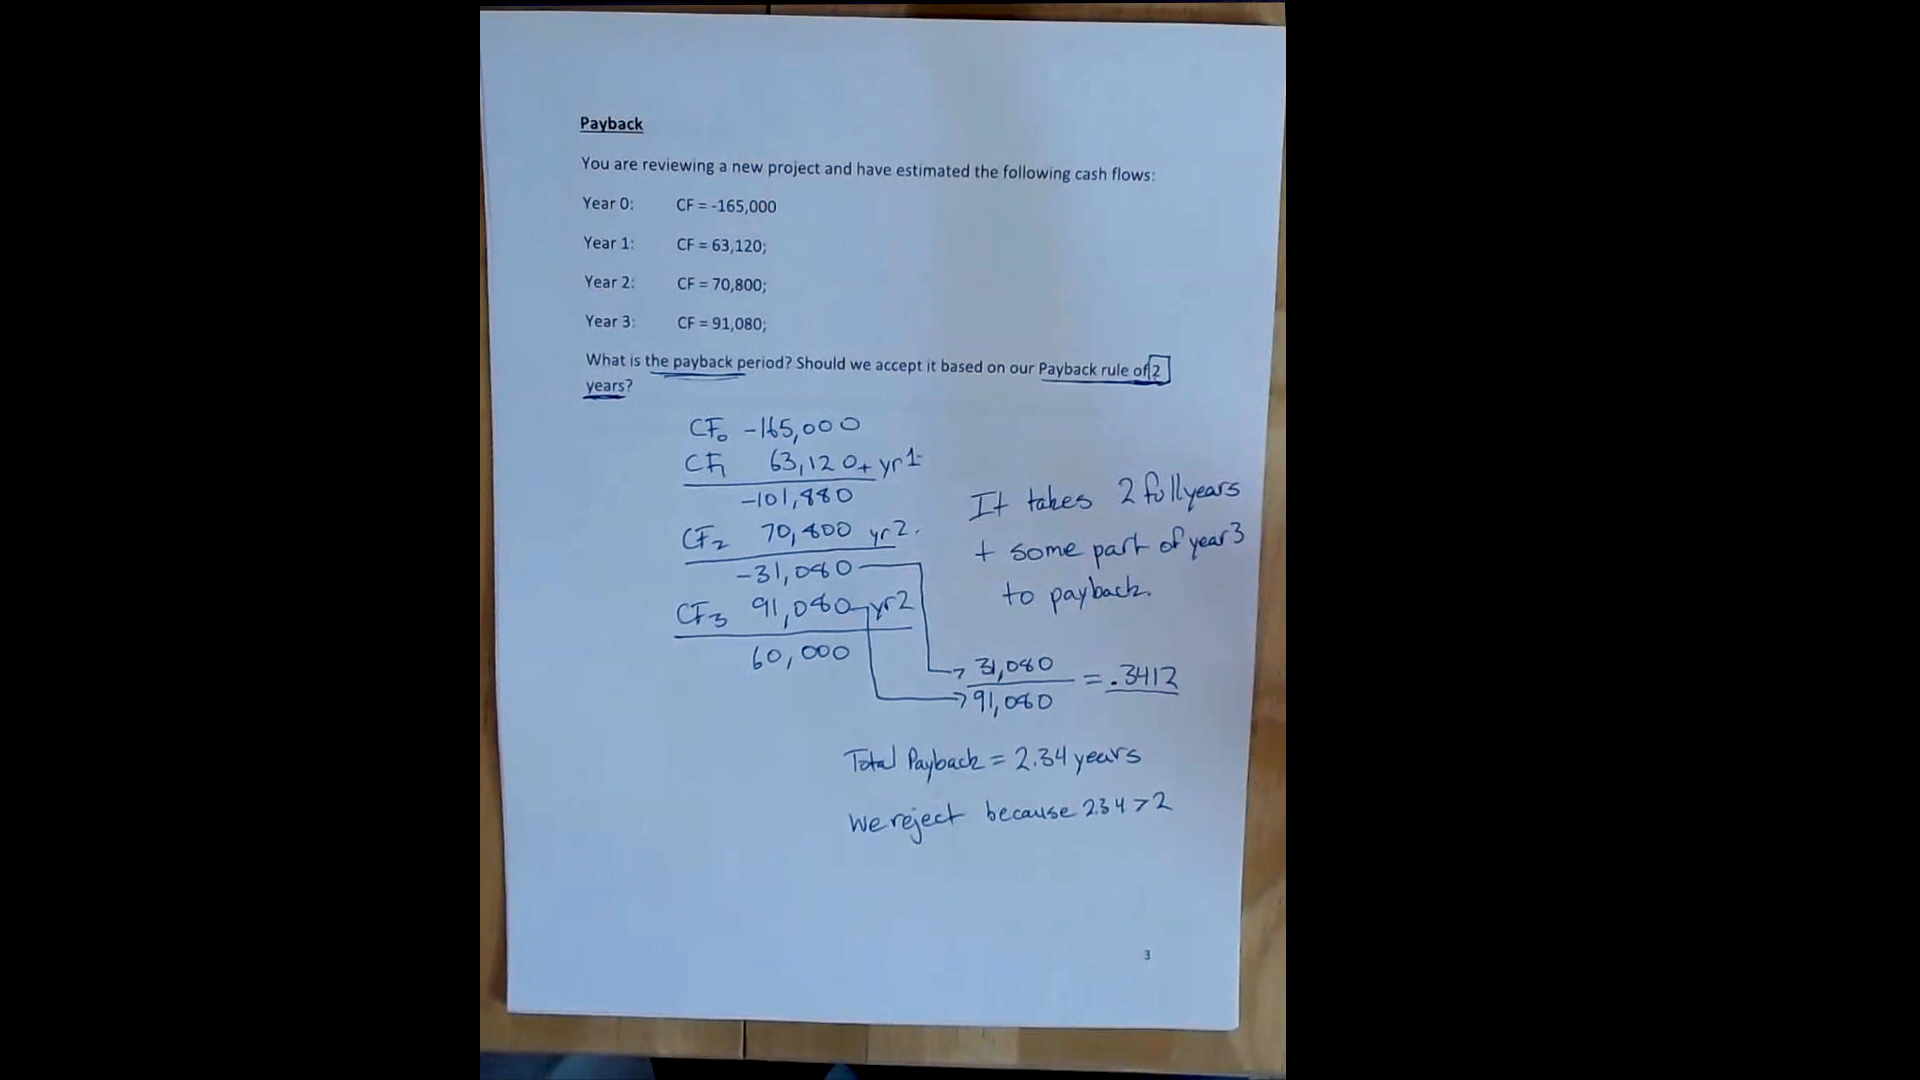 Payback
You are reviewing a new project and have estimated the following cash flows:
Year 0: CF = -165,000
Year 1: CF = 63,120;
Year 2: CF = 70,800;
Year 3: CF = 91,080;
What is the payback period? Should we accept it based on our Payback rule of 2
years?
CF0 -165,000
CF1 63,120+ yr1
-101,880
CF2 70,800 yr2.
-31,080
CF3 91,080 yr2
60,000
It takes 2 full years
+ some part of year 3
to payback.
31,080
91,080
= .3412
Total Payback = 2.34 years
We reject because 2.34 > 2
3